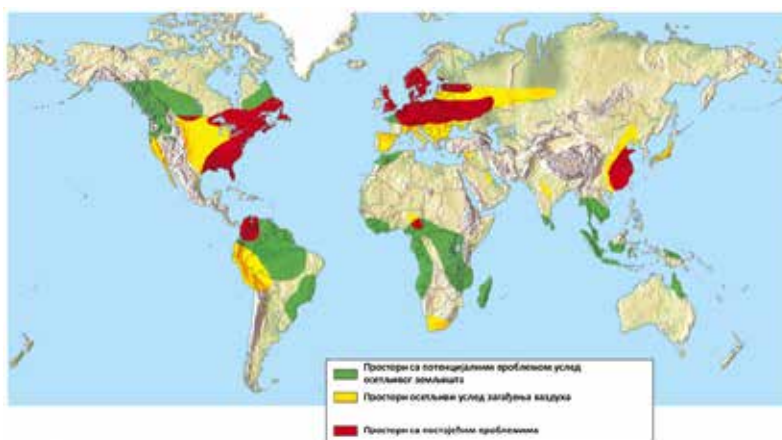 Простори са потенцијалним проблемом услед
осетљивог земљишта
Простори осетљиви услед загађења ваздуха
Простори са постојећим проблемима